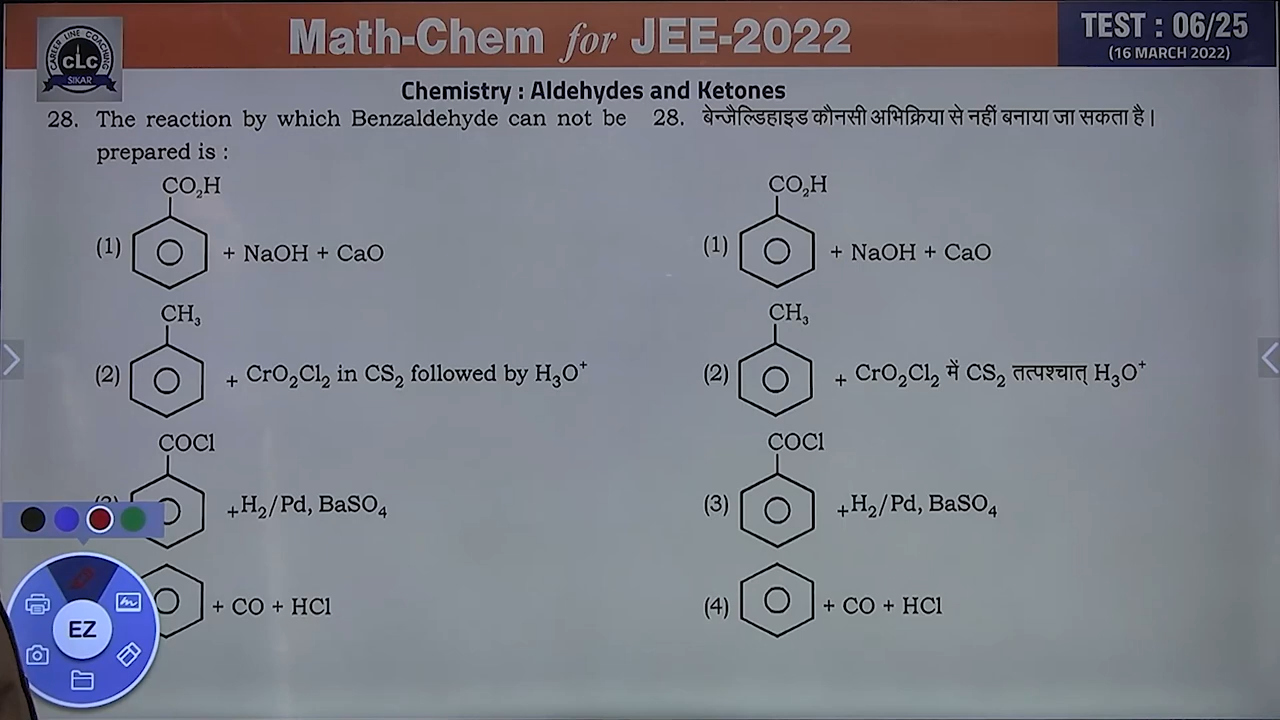 CAREER LINE COACHING
CLC
SIKAR
Math-Chem for JEE-2022
TEST : 06/25
(16 MARCH 2022)
Chemistry : Aldehydes and Ketones
28. The reaction by which Benzaldehyde can not be
prepared is :
CO₂H
(1) + NaOH + CaO
CH₃
(2) + CrO₂Cl₂ in CS₂ followed by H₃O⁺
COCl
(3) +H₂/Pd, BaSO₄
+ CO + HCl
28. बेन्जैल्डिहाइड कौनसी अभिक्रिया से नहीं बनाया जा सकता है।
CO₂H
(1) + NaOH + CaO
CH₃
(2) + CrO₂Cl₂ में CS₂ तत्पश्चात् H₃O⁺
COCl
(3) +H₂/Pd, BaSO₄
(4) + CO + HCl
EZ